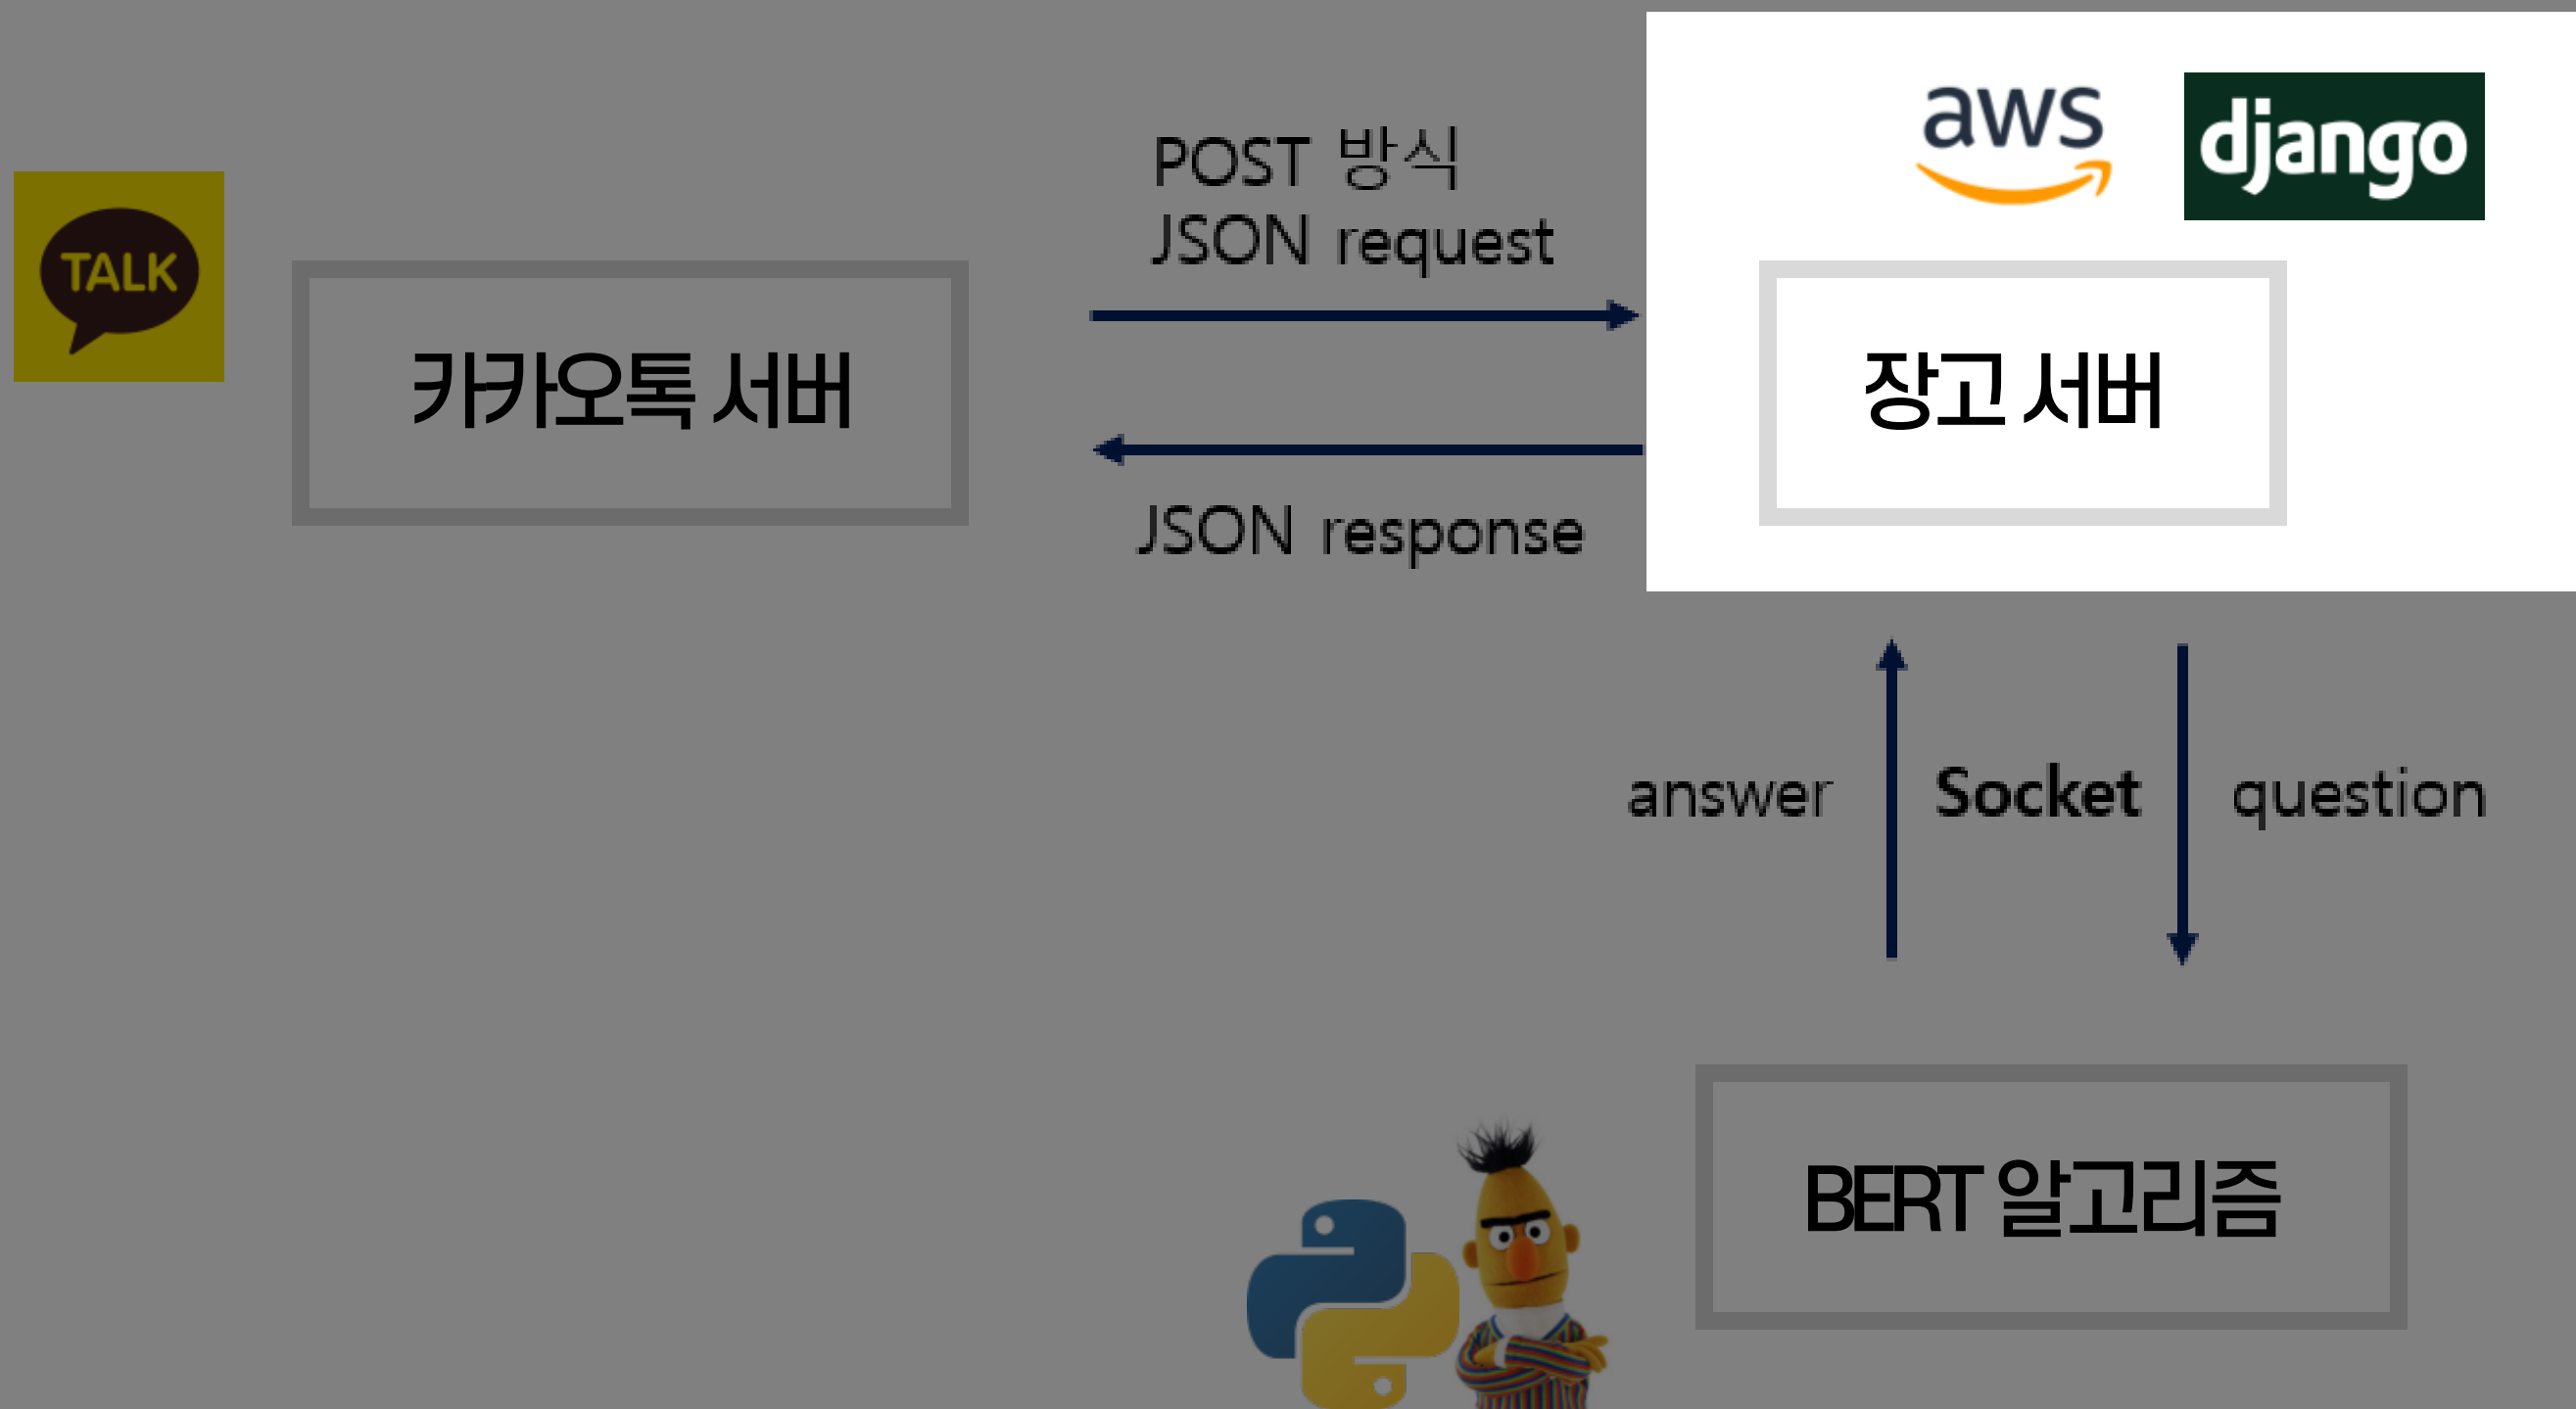 aws
django
POST 방식
JSON request
TALK
카카오톡 서버
장고 서버
JSON response
answer
Socket
question
BERT 알고리즘